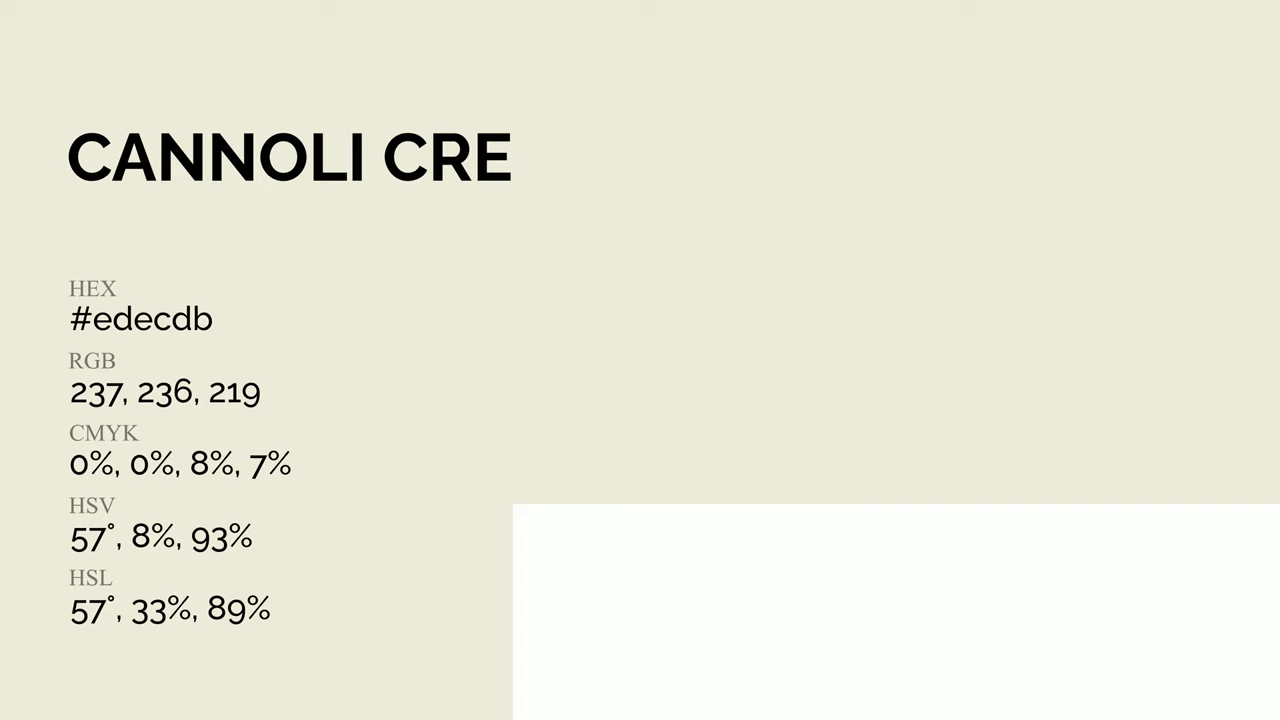 CANNOLI CRE
HEX
#edecdb
RGB
237, 236, 219
CMYK
0%, 0%, 8%, 7%
HSV
57°, 8%, 93%
HSL
57°, 33%, 89%